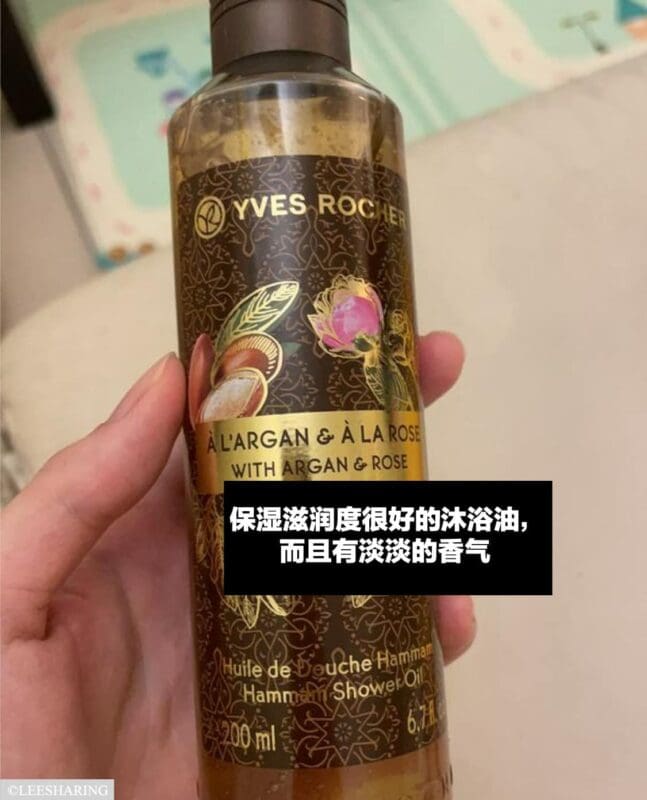 YVES ROCHER
À L'ARGAN & À LA ROSE
WITH ARGAN & ROSE
保湿滋润度很好的沐浴油，
而且有淡淡的香气
Huile de Douche Hammam
Hammam Shower Oil
200 ml 6.7 fl.
©LEESHARING